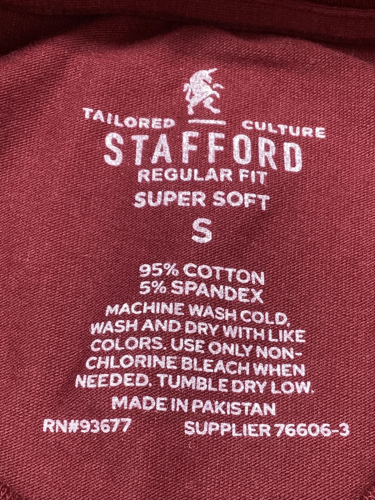 TAILORED CULTURE
STAFFORD
REGULAR FIT
SUPER SOFT
S
95% COTTON
5% SPANDEX
MACHINE WASH COLD,
WASH AND DRY WITH LIKE
COLORS. USE ONLY NON-
CHLORINE BLEACH WHEN
NEEDED. TUMBLE DRY LOW.
MADE IN PAKISTAN
RN#93677 SUPPLIER 76606-3